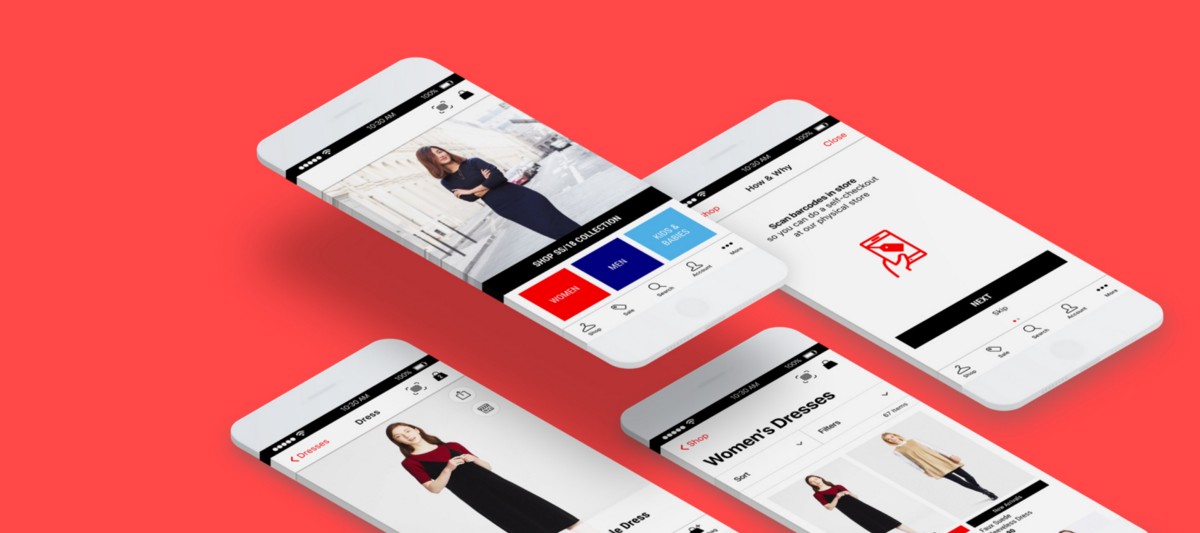 100%
10:30 AM
SHOP SS/18 COLLECTION
WOMEN
MEN
KIDS &
BABIES
Shop
Sale
Search
Account
More
100%
10:30 AM
Close
How & Why
Scan barcodes in store
so you can do a self-checkout
at our physical store
NEXT
Skip
Shop
Sale
Search
Account
More
100%
10:30 AM
Dresses
Dress
Dress
100%
10:30 AM
Shop
Women's Dresses
Sort
Filters
67 Items
New Arrivals
Faux Suede
Dress